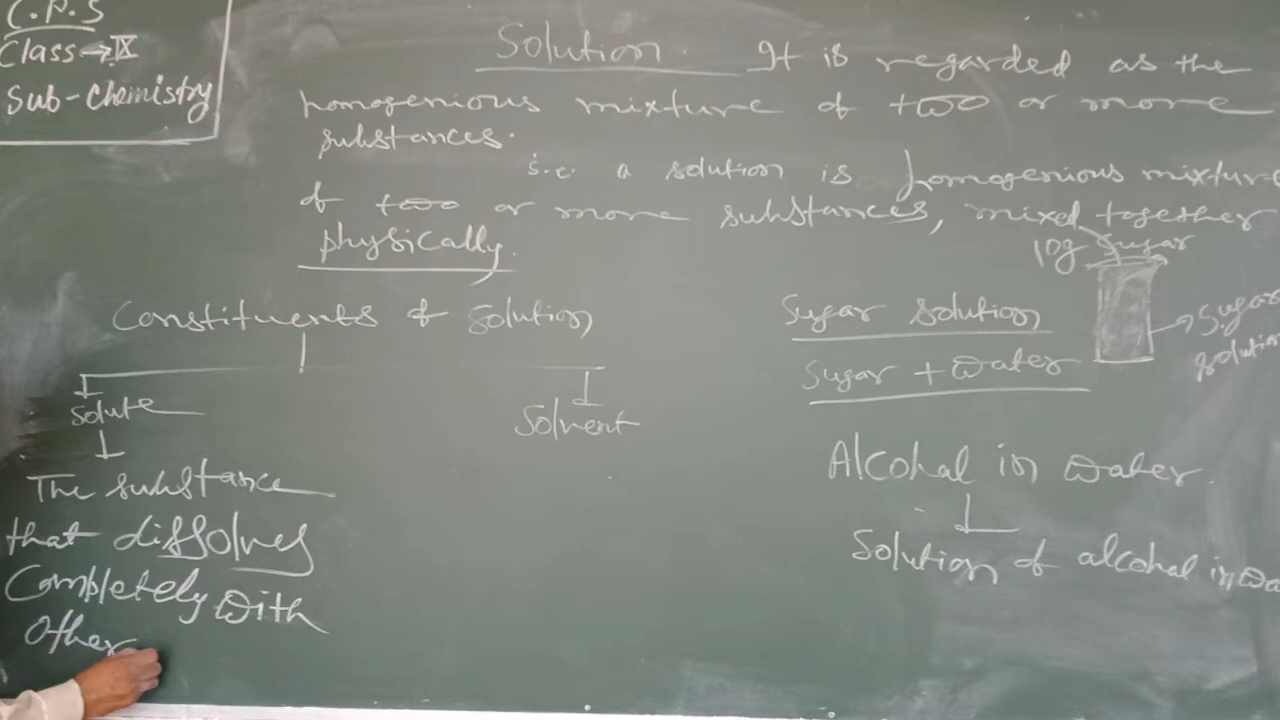 C.P.S
Class→IX
Sub-Chemistry
Solution. It is regarded as the
homogenious mixture of two or more
substances.
i.e. a solution is homogenious mixture
of two or more substances, mixed together
physically.
Constituents of Solution
Solute
Solvent
The substance
that dissolves
Completely with
Other
10g Sugar
Sugar solution
Sugar + water
Sugar
solution
Alcohal in water.
Solution of alcohal in wa